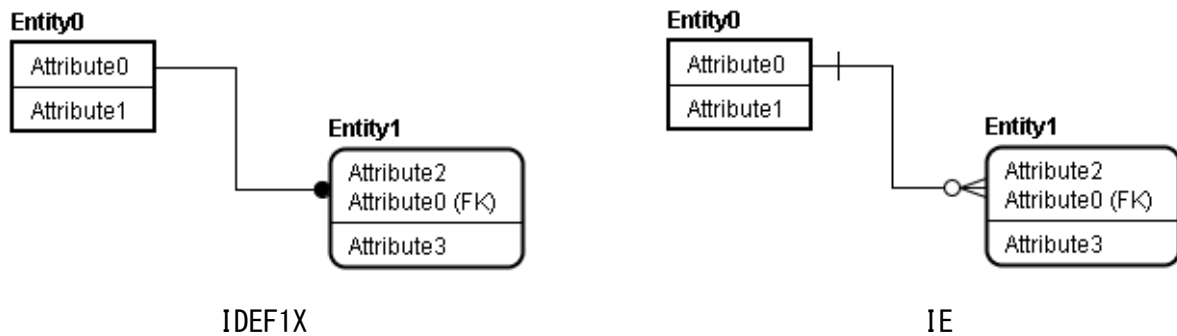 Entity0
Attribute0
Attribute1
Entity1
Attribute2
Attribute0 (FK)
Attribute3
IDEF1X
Entity0
Attribute0
Attribute1
Entity1
Attribute2
Attribute0 (FK)
Attribute3
IE